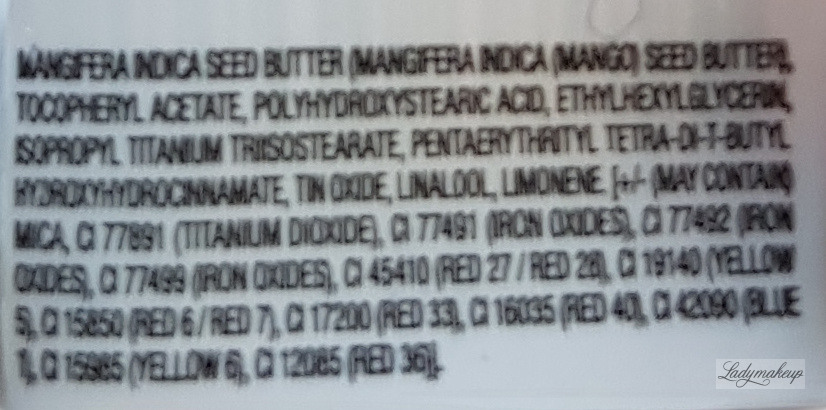 MANGIFERA INDICA SEED BUTTER (MANGIFERA INDICA (MANGO) SEED BUTTER),
TOCOPHERYL ACETATE, POLYHYDROXYSTEARIC ACID, ETHYLHEXYLGLYCERIN,
ISOPROPYL TITANIUM TRIISOSTEARATE, PENTAERYTHRITYL TETRA-DI-T-BUTYL
HYDROXYHYDROCINNAMATE, TIN OXIDE, LINALOOL, LIMONENE [+/- (MAY CONTAIN)
MICA, CI 77891 (TITANIUM DIOXIDE), CI 77491 (IRON OXIDES), CI 77492 (IRON
OXIDES), CI 77499 (IRON OXIDES), CI 45410 (RED 27 / RED 28), CI 19140 (YELLOW
5), CI 15850 (RED 6 / RED 7), CI 17200 (RED 33), CI 16035 (RED 40), CI 42090 (BLUE
1), CI 15985 (YELLOW 6), CI 12085 (RED 36)].
Ladymakeup